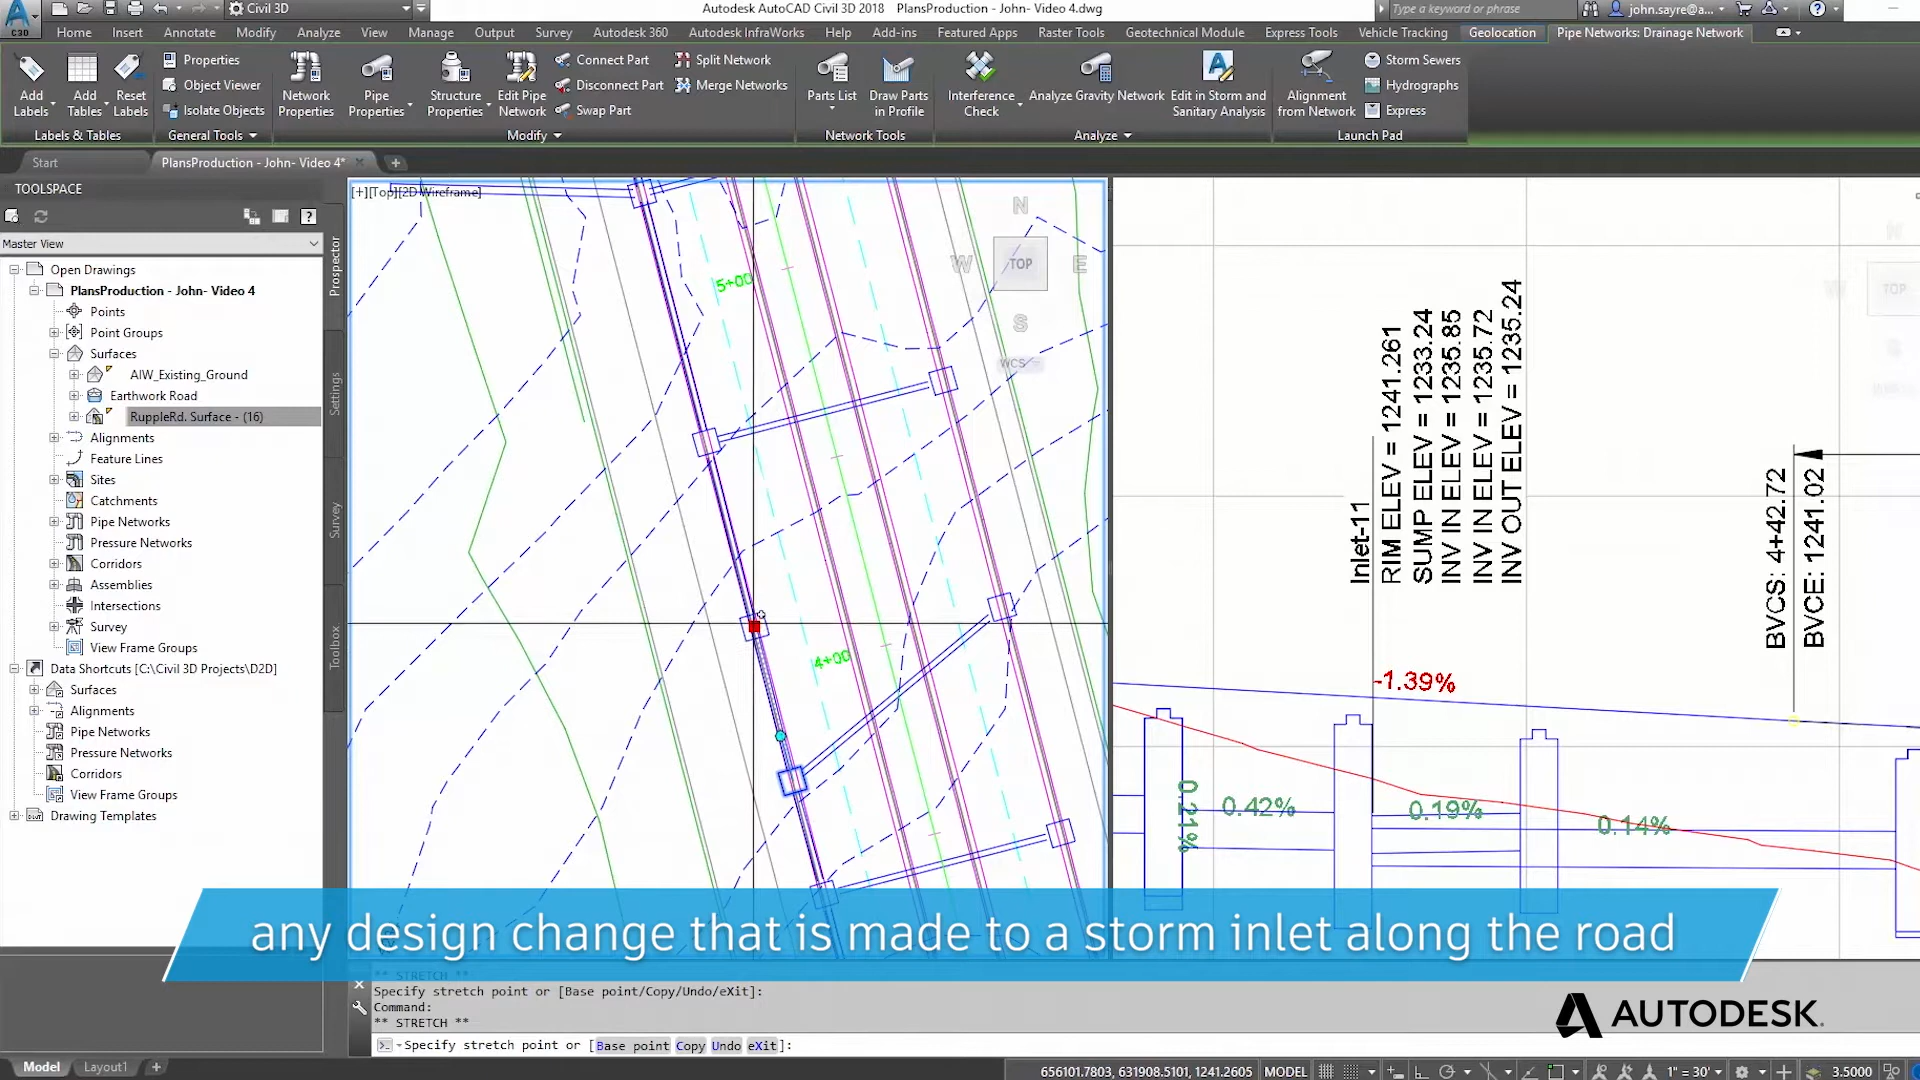 Civil 3D
Autodesk AutoCAD Civil 3D 2018 PlansProduction - John- Video 4.dwg
Type a keyword or phrase
john.sayre@a...
C3D
Home Insert Annotate Modify Analyze View Manage Output Survey Autodesk 360 Autodesk InfraWorks Help Add-ins Featured Apps Raster Tools Geotechnical Module Express Tools Vehicle Tracking Geolocation Pipe Networks: Drainage Network
Add Labels
Add Tables
Reset Labels
Labels & Tables
Properties
Object Viewer
Isolate Objects
General Tools
Network Properties
Pipe Properties
Structure Properties
Edit Pipe Network
Connect Part
Disconnect Part
Swap Part
Split Network
Merge Networks
Modify
Parts List
Draw Parts in Profile
Network Tools
Interference Check
Analyze Gravity Network
Edit in Storm and Sanitary Analysis
Analyze
Alignment from Network
Storm Sewers
Hydrographs
Express
Launch Pad
Start
PlansProduction - John- Video 4*
TOOLSPACE
Master View
Open Drawings
PlansProduction - John- Video 4
Points
Point Groups
Surfaces
AIW_Existing_Ground
Earthwork Road
RuppleRd. Surface - (16)
Alignments
Feature Lines
Sites
Catchments
Pipe Networks
Pressure Networks
Corridors
Assemblies
Intersections
Survey
View Frame Groups
Data Shortcuts [C:\Civil 3D Projects\D2D]
Surfaces
Alignments
Pipe Networks
Pressure Networks
Corridors
View Frame Groups
Drawing Templates
Prospector
Settings
Survey
Toolbox
[+][Top][2D Wireframe]
N
W
TOP
E
S
WCS
5+00
4+00
Inlet-11
RIM ELEV = 1241.261
SUMP ELEV = 1233.24
INV IN ELEV = 1235.85
INV IN ELEV = 1235.72
INV OUT ELEV = 1235.24
BVCS: 4+42.72
BVCE: 1241.02
N
W
TOP
S
-1.39%
0.21%
0.42%
0.19%
0.14%
any design change that is made to a storm inlet along the road
** STRETCH **
Specify stretch point or [Base point/Copy/Undo/eXit]:
Command:
** STRETCH **
Specify stretch point or [Base point Copy Undo eXit]:
AUTODESK.
Model
Layout1
656101.7803, 631908.5101, 1241.2605
MODEL
1" = 30'
3.5000